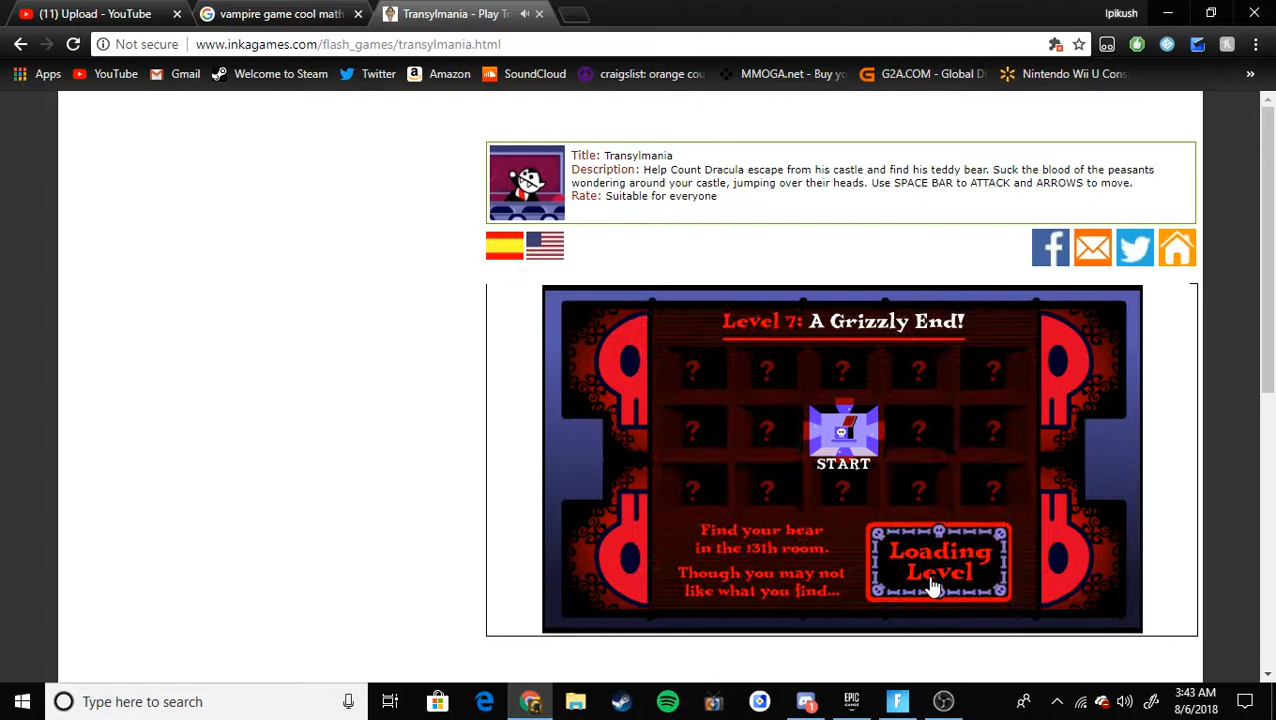 (11) Upload - YouTube
vampire game cool math
Transylmania - Play Tr
Ipikush
Not secure
www.inkagames.com/flash_games/transylmania.html
Apps
YouTube
Gmail
Welcome to Steam
Twitter
Amazon
SoundCloud
craigslist: orange cou
MMOGA.net - Buy yo
G2A.COM - Global Di
Nintendo Wii U Cons
»
Title: Transylmania
Description: Help Count Dracula escape from his castle and find his teddy bear. Suck the blood of the peasants
wondering around your castle, jumping over their heads. Use SPACE BAR to ATTACK and ARROWS to move.
Rate: Suitable for everyone
Level 7: A Grizzly End!
? ? ? ? ?
? ? ? ?
START
? ? ? ? ?
Find your bear
in the 13th room.
Though you may not
like what you find...
Loading
Level
Type here to search
EPIC
GAMES
3:43 AM
8/6/2018